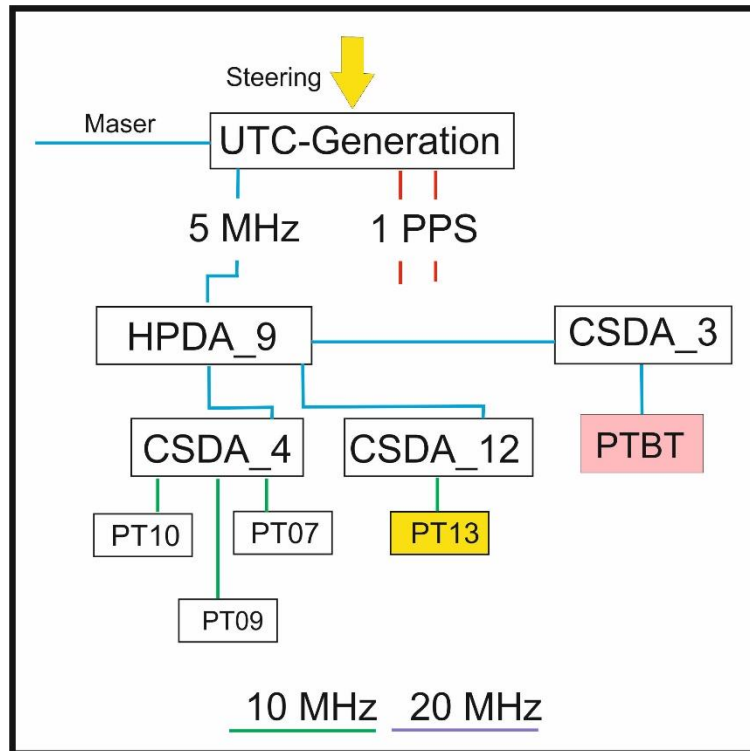 Steering
Maser
UTC-Generation
5 MHz
1 PPS
HPDA_9
CSDA_3
CSDA_4
CSDA_12
PTBT
PT10
PT07
PT13
PT09
10 MHz
20 MHz